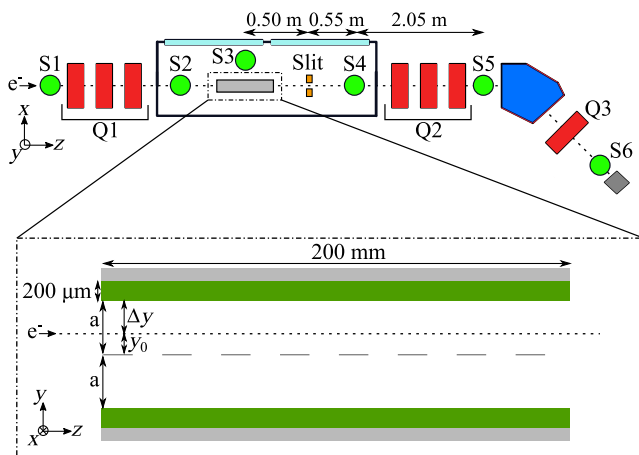 0.50 m 0.55 m 2.05 m
S1 S2 S3 Slit S4 S5
e⁻
Q1 Q2 Q3
x
y z
S6
200 mm
200 μm
a Δy
e⁻
y₀
a
y
x z